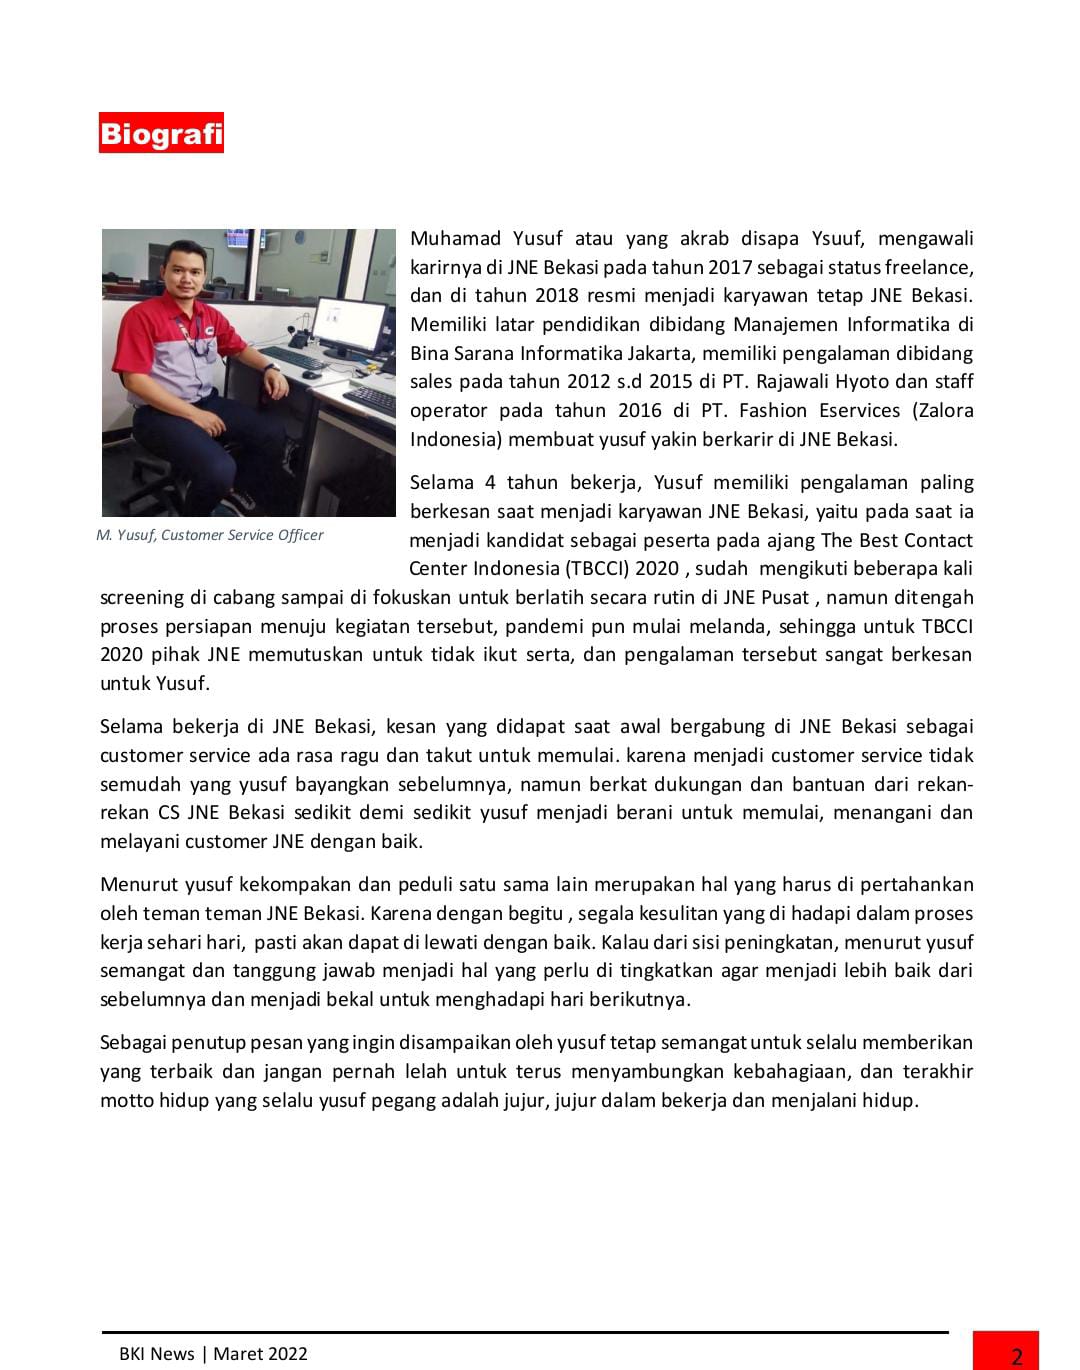 Biografi
Muhamad Yusuf atau yang akrab disapa Ysuuf, mengawali
karirnya di JNE Bekasi pada tahun 2017 sebagai status freelance,
dan di tahun 2018 resmi menjadi karyawan tetap JNE Bekasi.
Memiliki latar pendidikan dibidang Manajemen Informatika di
Bina Sarana Informatika Jakarta, memiliki pengalaman dibidang
sales pada tahun 2012 s.d 2015 di PT. Rajawali Hyoto dan staff
operator pada tahun 2016 di PT. Fashion Eservices (Zalora
Indonesia) membuat yusuf yakin berkarir di JNE Bekasi.
M. Yusuf, Customer Service Officer
Selama 4 tahun bekerja, Yusuf memiliki pengalaman paling
berkesan saat menjadi karyawan JNE Bekasi, yaitu pada saat ia
menjadi kandidat sebagai peserta pada ajang The Best Contact
Center Indonesia (TBCCI) 2020 , sudah mengikuti beberapa kali
screening di cabang sampai di fokuskan untuk berlatih secara rutin di JNE Pusat , namun ditengah
proses persiapan menuju kegiatan tersebut, pandemi pun mulai melanda, sehingga untuk TBCCI
2020 pihak JNE memutuskan untuk tidak ikut serta, dan pengalaman tersebut sangat berkesan
untuk Yusuf.
Selama bekerja di JNE Bekasi, kesan yang didapat saat awal bergabung di JNE Bekasi sebagai
customer service ada rasa ragu dan takut untuk memulai. karena menjadi customer service tidak
semudah yang yusuf bayangkan sebelumnya, namun berkat dukungan dan bantuan dari rekan-
rekan CS JNE Bekasi sedikit demi sedikit yusuf menjadi berani untuk memulai, menangani dan
melayani customer JNE dengan baik.
Menurut yusuf kekompakan dan peduli satu sama lain merupakan hal yang harus di pertahankan
oleh teman teman JNE Bekasi. Karena dengan begitu , segala kesulitan yang di hadapi dalam proses
kerja sehari hari, pasti akan dapat di lewati dengan baik. Kalau dari sisi peningkatan, menurut yusuf
semangat dan tanggung jawab menjadi hal yang perlu di tingkatkan agar menjadi lebih baik dari
sebelumnya dan menjadi bekal untuk menghadapi hari berikutnya.
Sebagai penutup pesan yang ingin disampaikan oleh yusuf tetap semangat untuk selalu memberikan
yang terbaik dan jangan pernah lelah untuk terus menyambungkan kebahagiaan, dan terakhir
motto hidup yang selalu yusuf pegang adalah jujur, jujur dalam bekerja dan menjalani hidup.
BKI News | Maret 2022
2